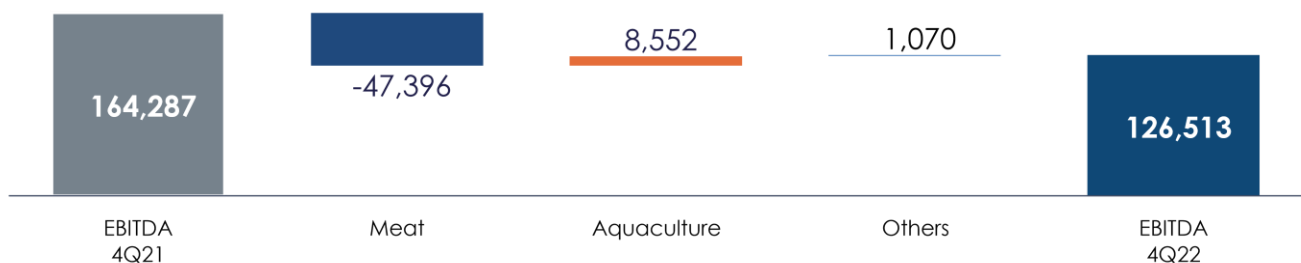 164,287
-47,396
8,552
1,070
126,513
EBITDA
4Q21
Meat
Aquaculture
Others
EBITDA
4Q22